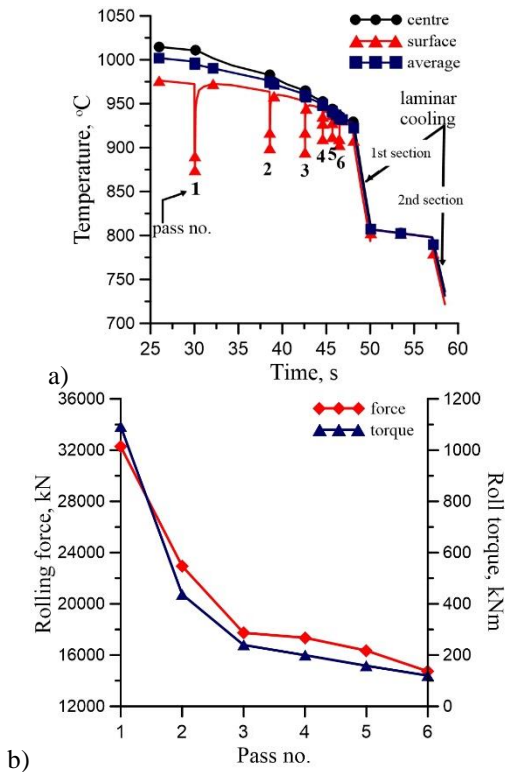 1050
1000
950
900
850
800
750
700
Temperature, °C
centre
surface
average
laminar
cooling
1st section
2nd section
1
2
3
4
5
6
pass no.
25 30 35 40 45 50 55 60
Time, s
a)
36000
32000
28000
24000
20000
16000
12000
Rolling force, kN
force
torque
1200
1000
800
600
400
200
0
Roll torque, kNm
1 2 3 4 5 6
Pass no.
b)